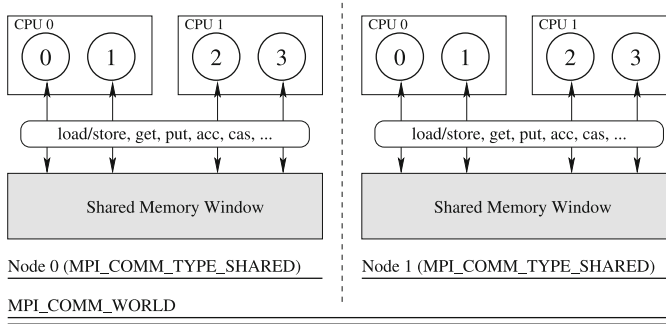 CPU 0
0 1
CPU 1
2 3
load/store, get, put, acc, cas, ...
Shared Memory Window
Node 0 (MPI_COMM_TYPE_SHARED)
CPU 0
0 1
CPU 1
2 3
load/store, get, put, acc, cas, ...
Shared Memory Window
Node 1 (MPI_COMM_TYPE_SHARED)
MPI_COMM_WORLD